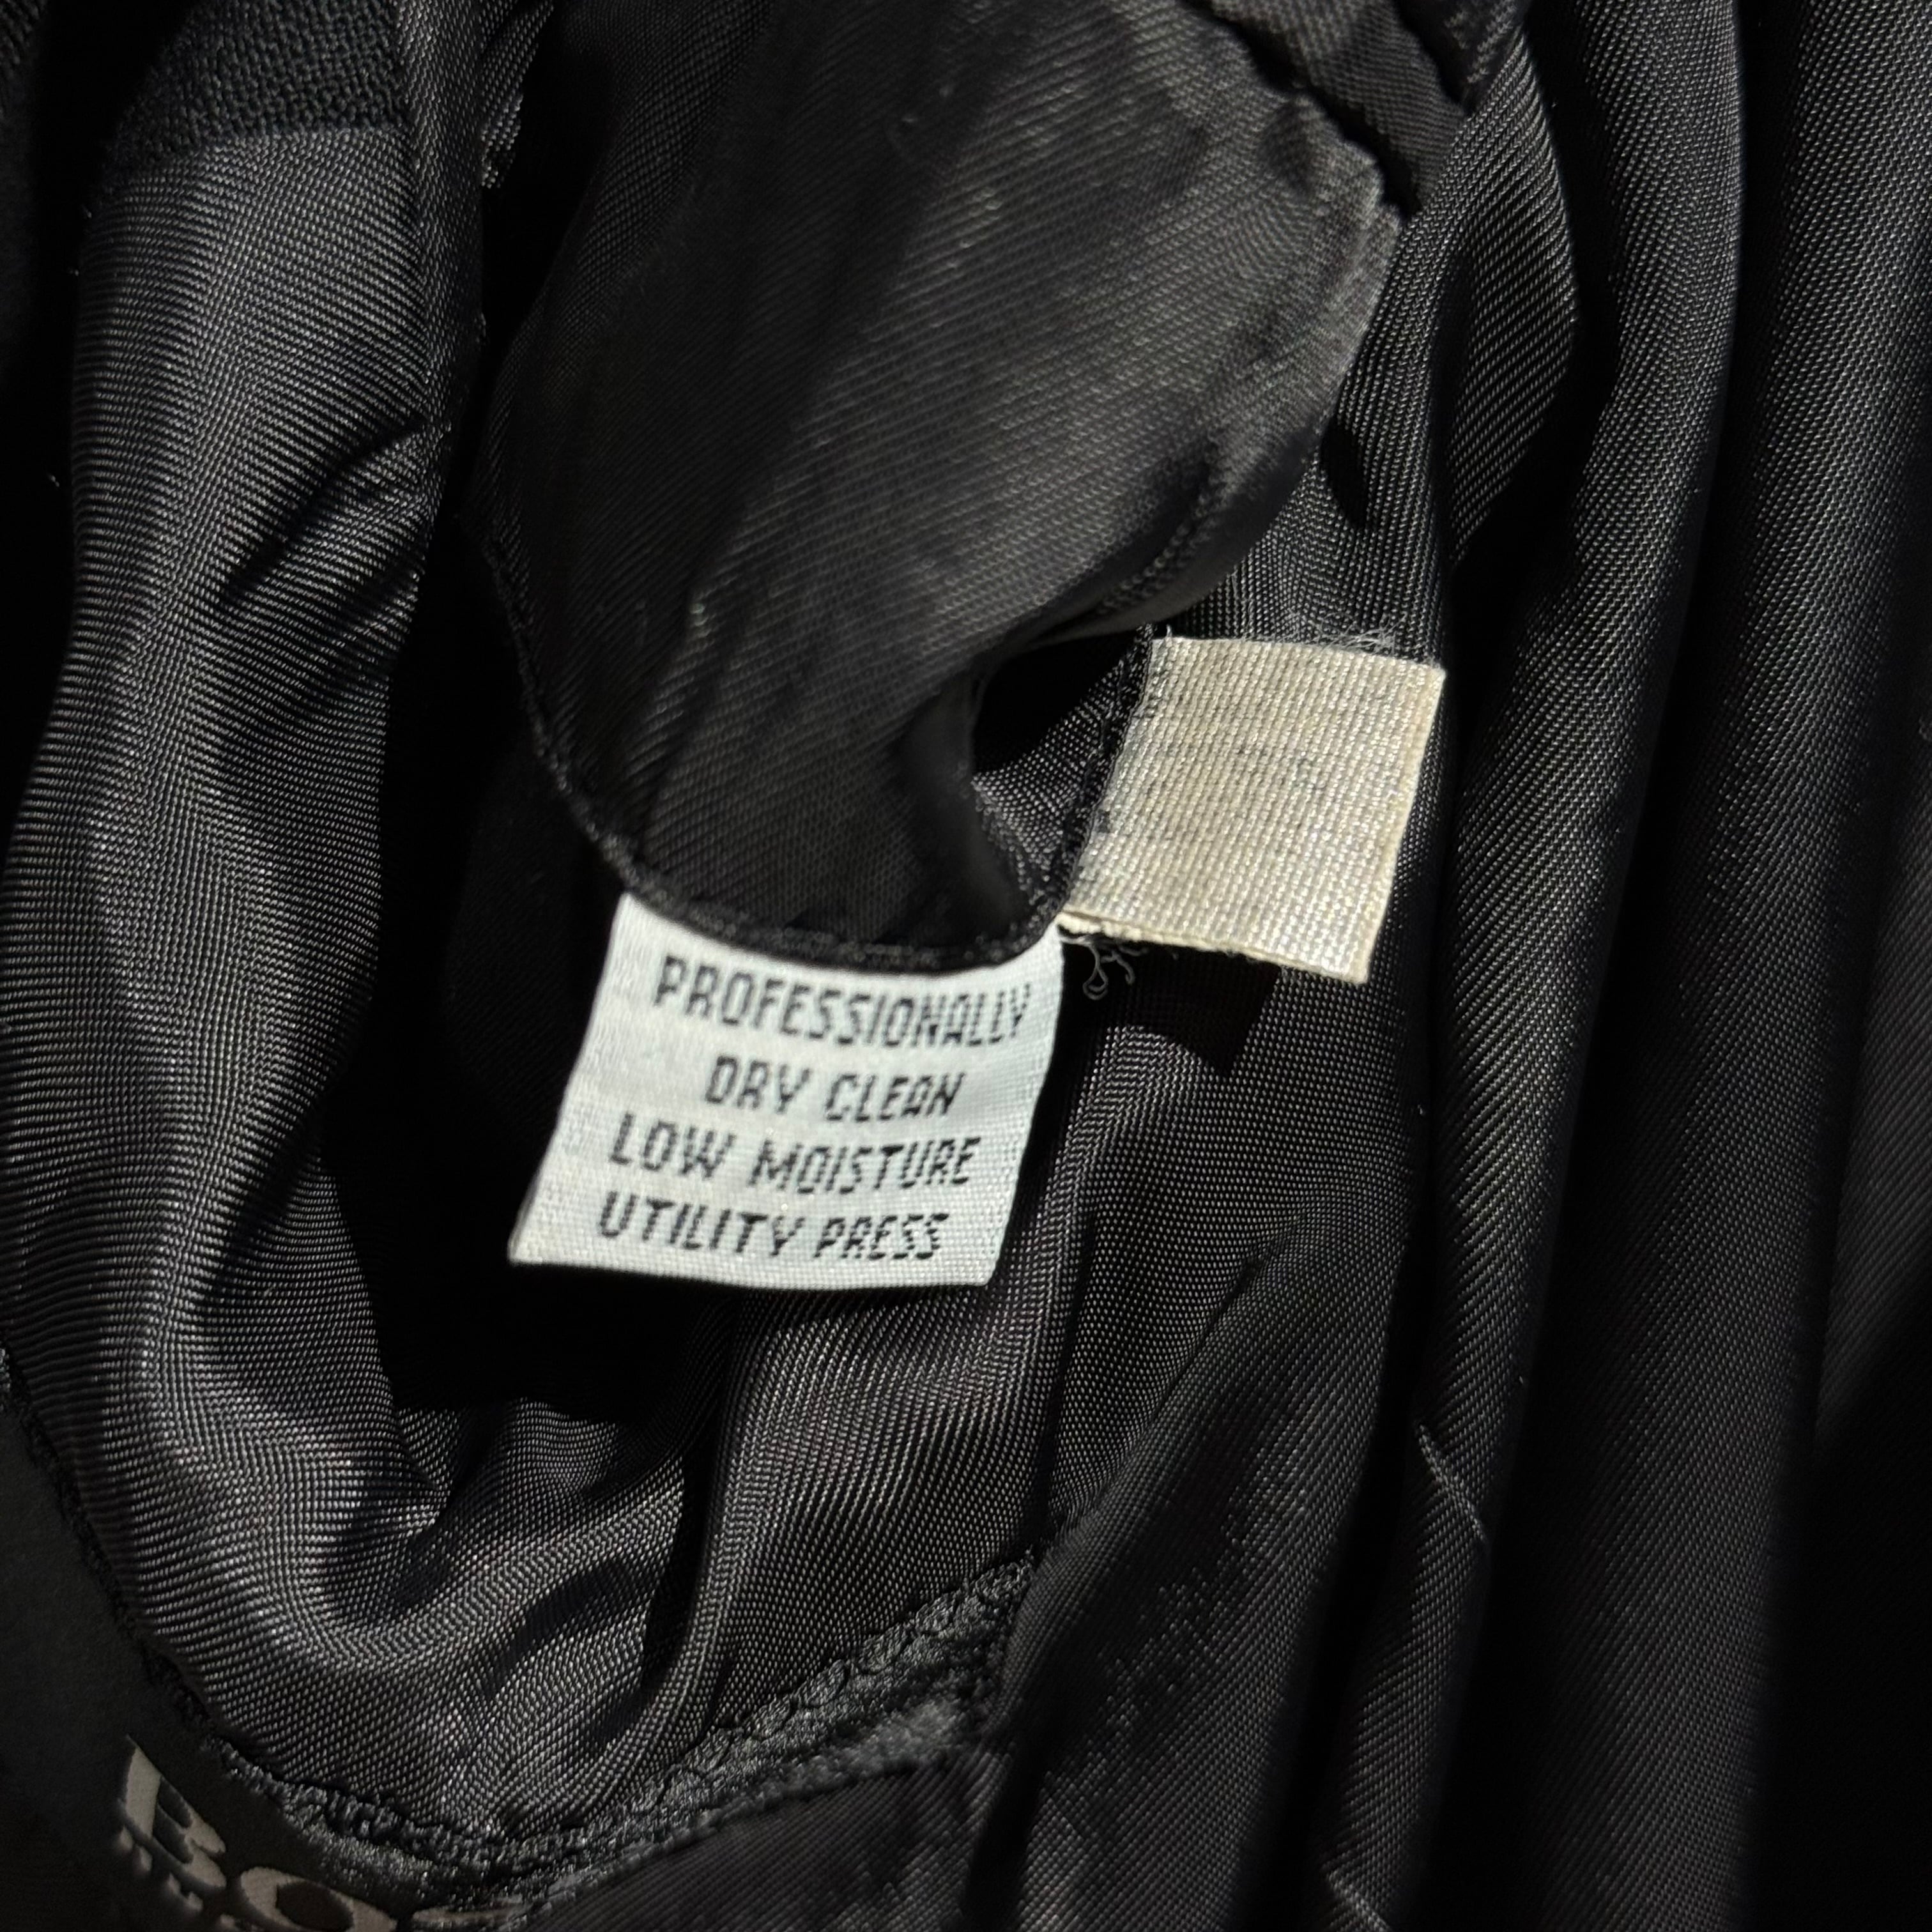 PROFESSIONALLY
DRY CLEAN
LOW MOISTURE
UTILITY PRESS